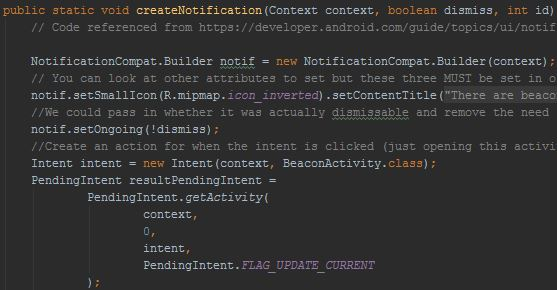 public static void createNotification(Context context, boolean dismiss, int id)
// Code referenced from https://developer.android.com/guide/topics/ui/notif
NotificationCompat.Builder notif = new NotificationCompat.Builder(context);
// You can look at other attributes to set but these three MUST be set in o
notif.setSmallIcon(R.mipmap.icon_inverted).setContentTitle("There are beaco
//We could pass in whether it was actually dismissable and remove the need
notif.setOngoing(!dismiss);
//Create an action for when the intent is clicked (just opening this activi
Intent intent = new Intent(context, BeaconActivity.class);
PendingIntent resultPendingIntent =
PendingIntent.getActivity(
context,
0,
intent,
PendingIntent.FLAG_UPDATE_CURRENT
);